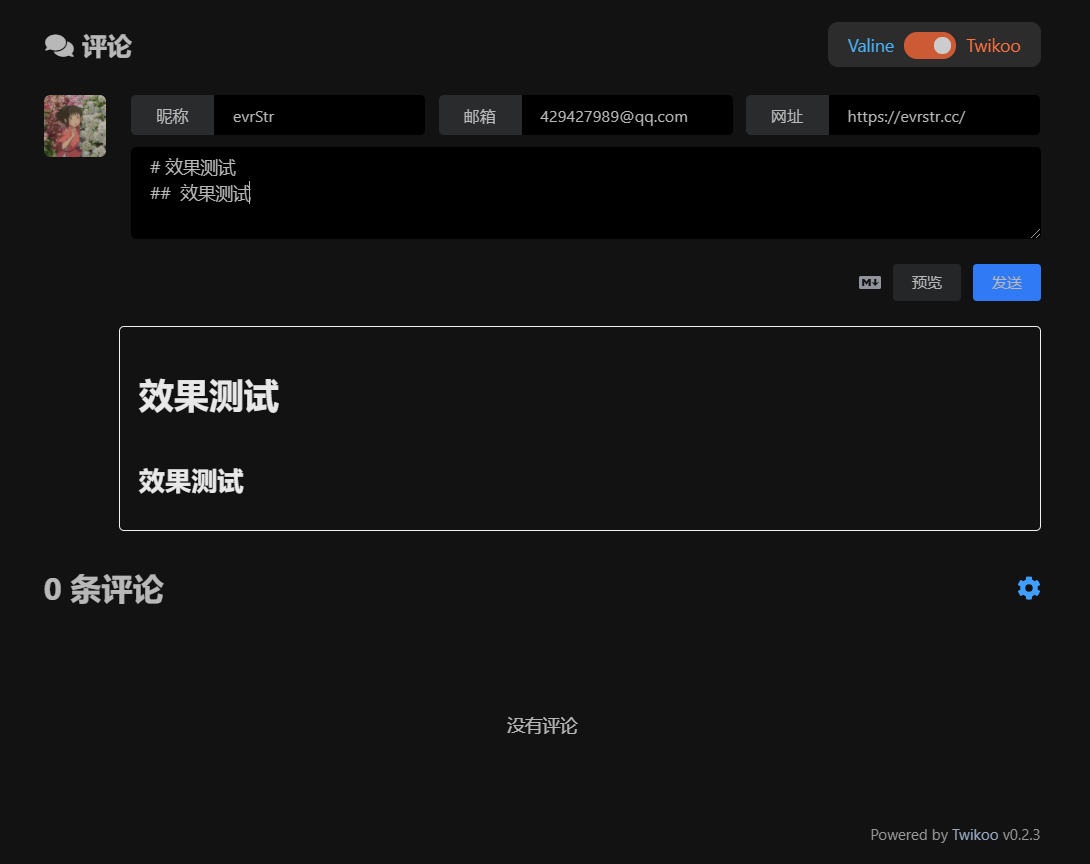 评论
Valine Twikoo
昵称 evrStr 邮箱 429427989@qq.com 网址 https://evrstr.cc/
# 效果测试
## 效果测试
M 预览 发送
效果测试
效果测试
0 条评论
没有评论
Powered by Twikoo v0.2.3